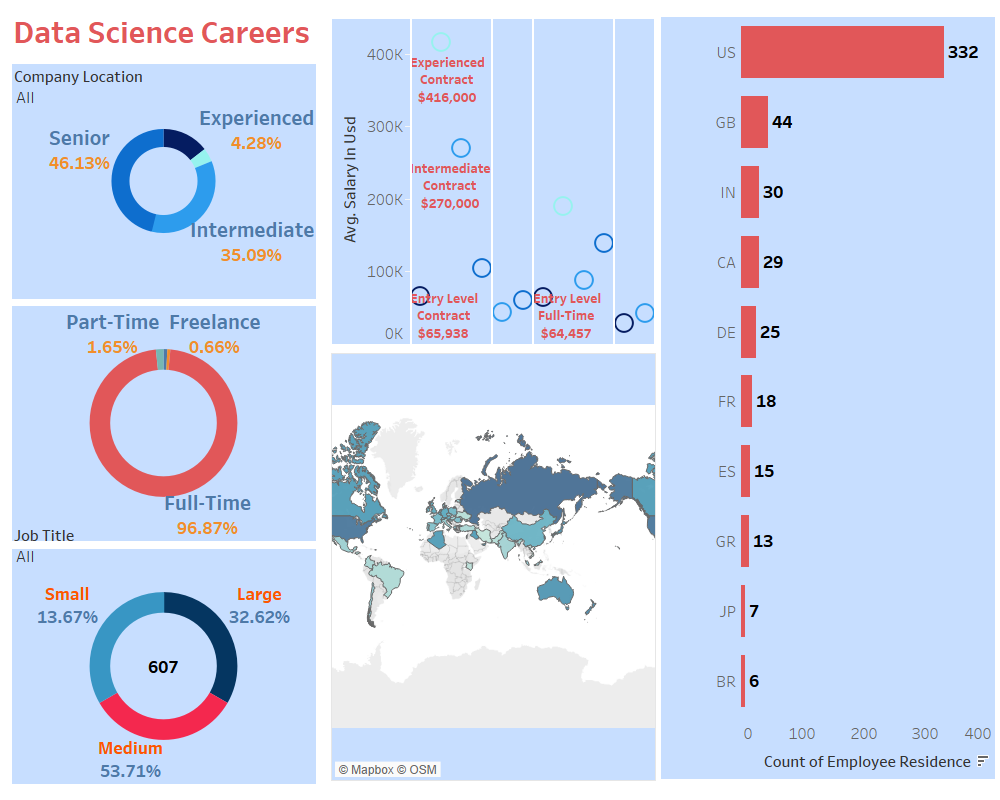 Data Science Careers
Company Location
All
Experienced
4.28%
Senior
46.13%
Intermediate
35.09%
Part-Time
1.65%
Freelance
0.66%
Full-Time
96.87%
Job Title
All
Small
13.67%
Large
32.62%
607
Medium
53.71%
Avg. Salary In Usd
400K
300K
200K
100K
0K
Experienced
Contract
$416,000
Intermediate
Contract
$270,000
Entry Level
Contract
$65,938
Entry Level
Full-Time
$64,457
© Mapbox © OSM
US 332
GB 44
IN 30
CA 29
DE 25
FR 18
ES 15
GR 13
JP 7
BR 6
0 100 200 300 400
Count of Employee Residence